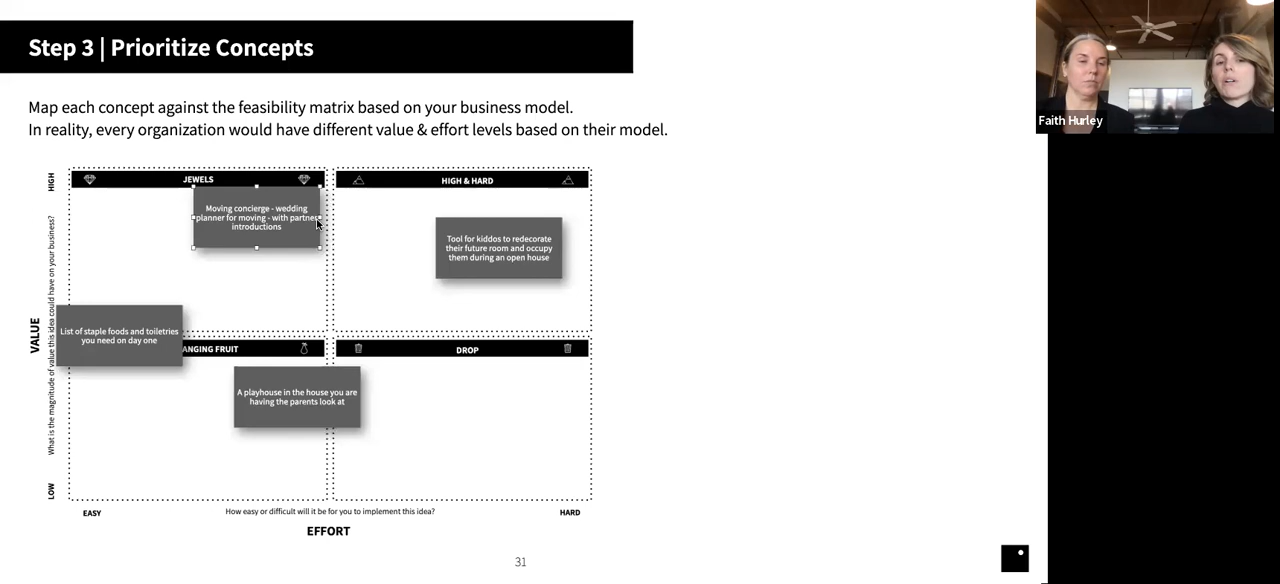 Step 3 | Prioritize Concepts
Faith Hurley
Map each concept against the feasibility matrix based on your business model.
In reality, every organization would have different value & effort levels based on their model.
HIGH
JEWELS
HIGH & HARD
Moving concierge - wedding
planner for moving - with partner
introductions
Tool for kiddos to redecorate
their future room and occupy
them during an open house
VALUE
What is the magnitude of value this idea could have on your business?
List of staple foods and toiletries
you need on day one
ANGING FRUIT
DROP
A playhouse in the house you are
having the parents look at
LOW
EASY
How easy or difficult will it be for you to implement this idea?
HARD
EFFORT
31